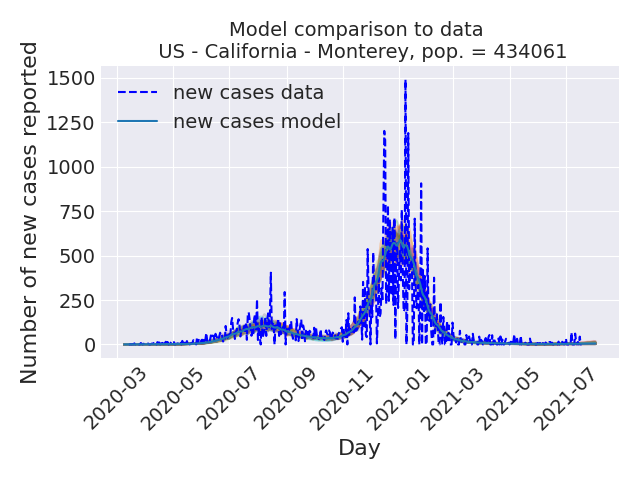 Model comparison to data
US - California - Monterey, pop. = 434061
Number of new cases reported
1500
1250
1000
750
500
250
0
new cases data
new cases model
2020-03
2020-05
2020-07
2020-09
2020-11
2021-01
2021-03
2021-05
2021-07
Day